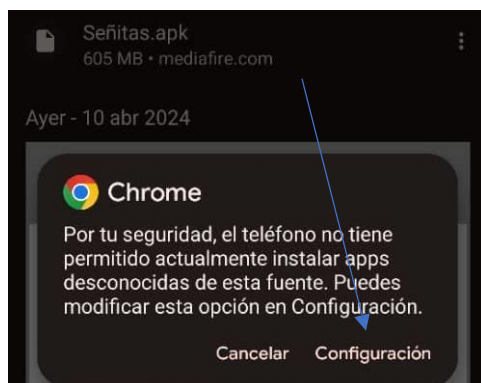 Señitas.apk
605 MB • mediafire.com
Ayer - 10 abr 2024
Chrome
Por tu seguridad, el teléfono no tiene
permitido actualmente instalar apps
desconocidas de esta fuente. Puedes
modificar esta opción en Configuración.
Cancelar Configuración